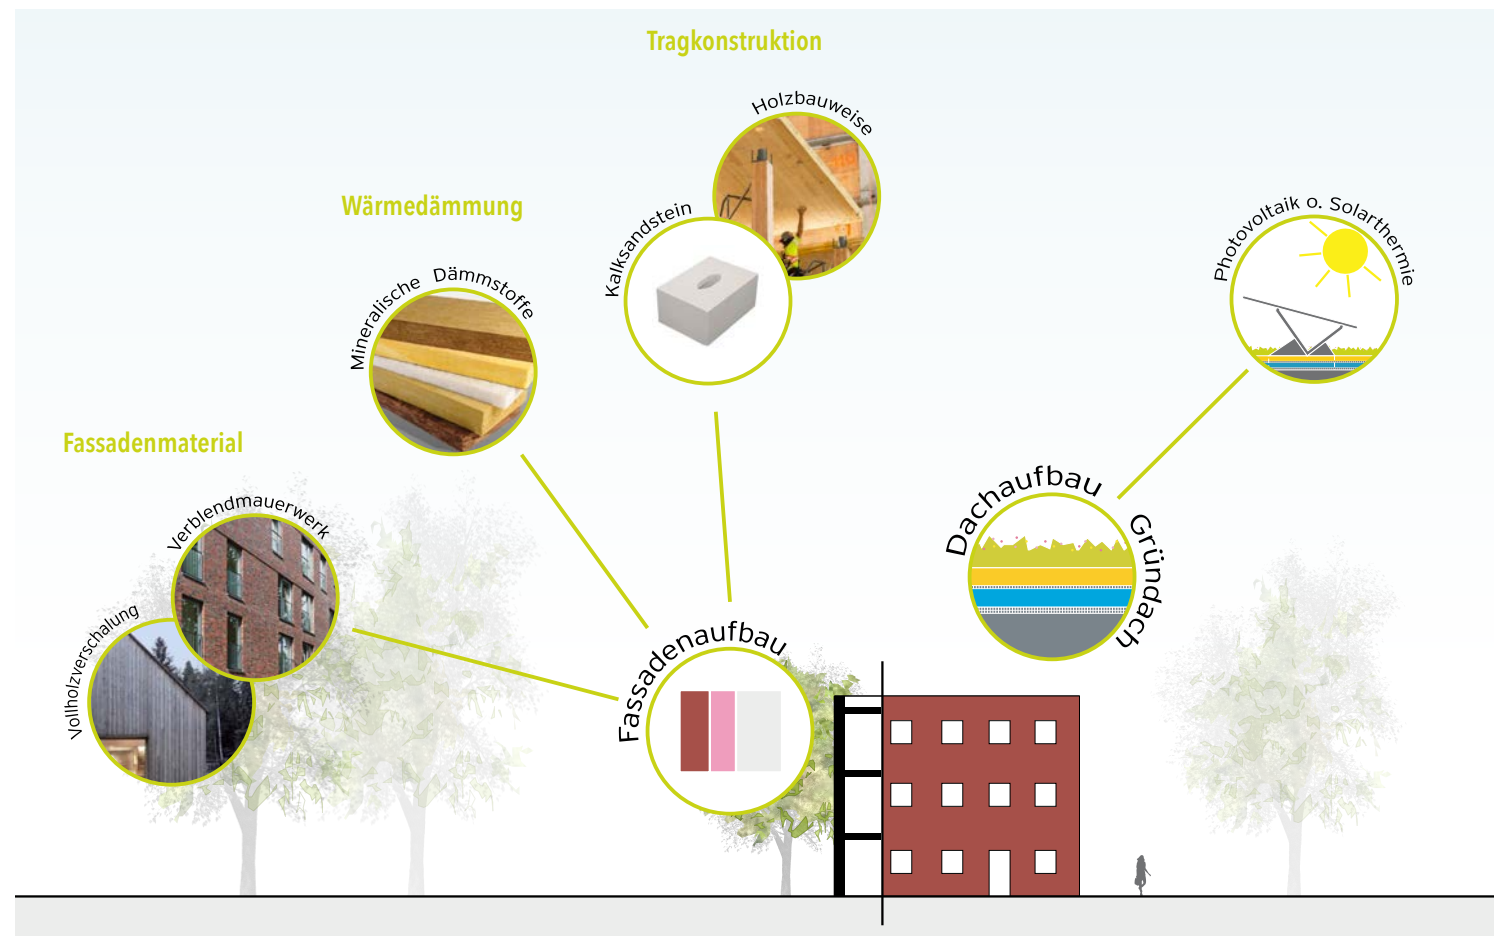 Tragkonstruktion
Holzbauweise
Wärmedämmung
Kalksandstein
Photovoltaik o. Solarthermie
Mineralische Dämmstoffe
Fassadenmaterial
Verblendmauerwerk
Dachaufbau Gründach
Vollholzverschalung
Fassadenaufbau